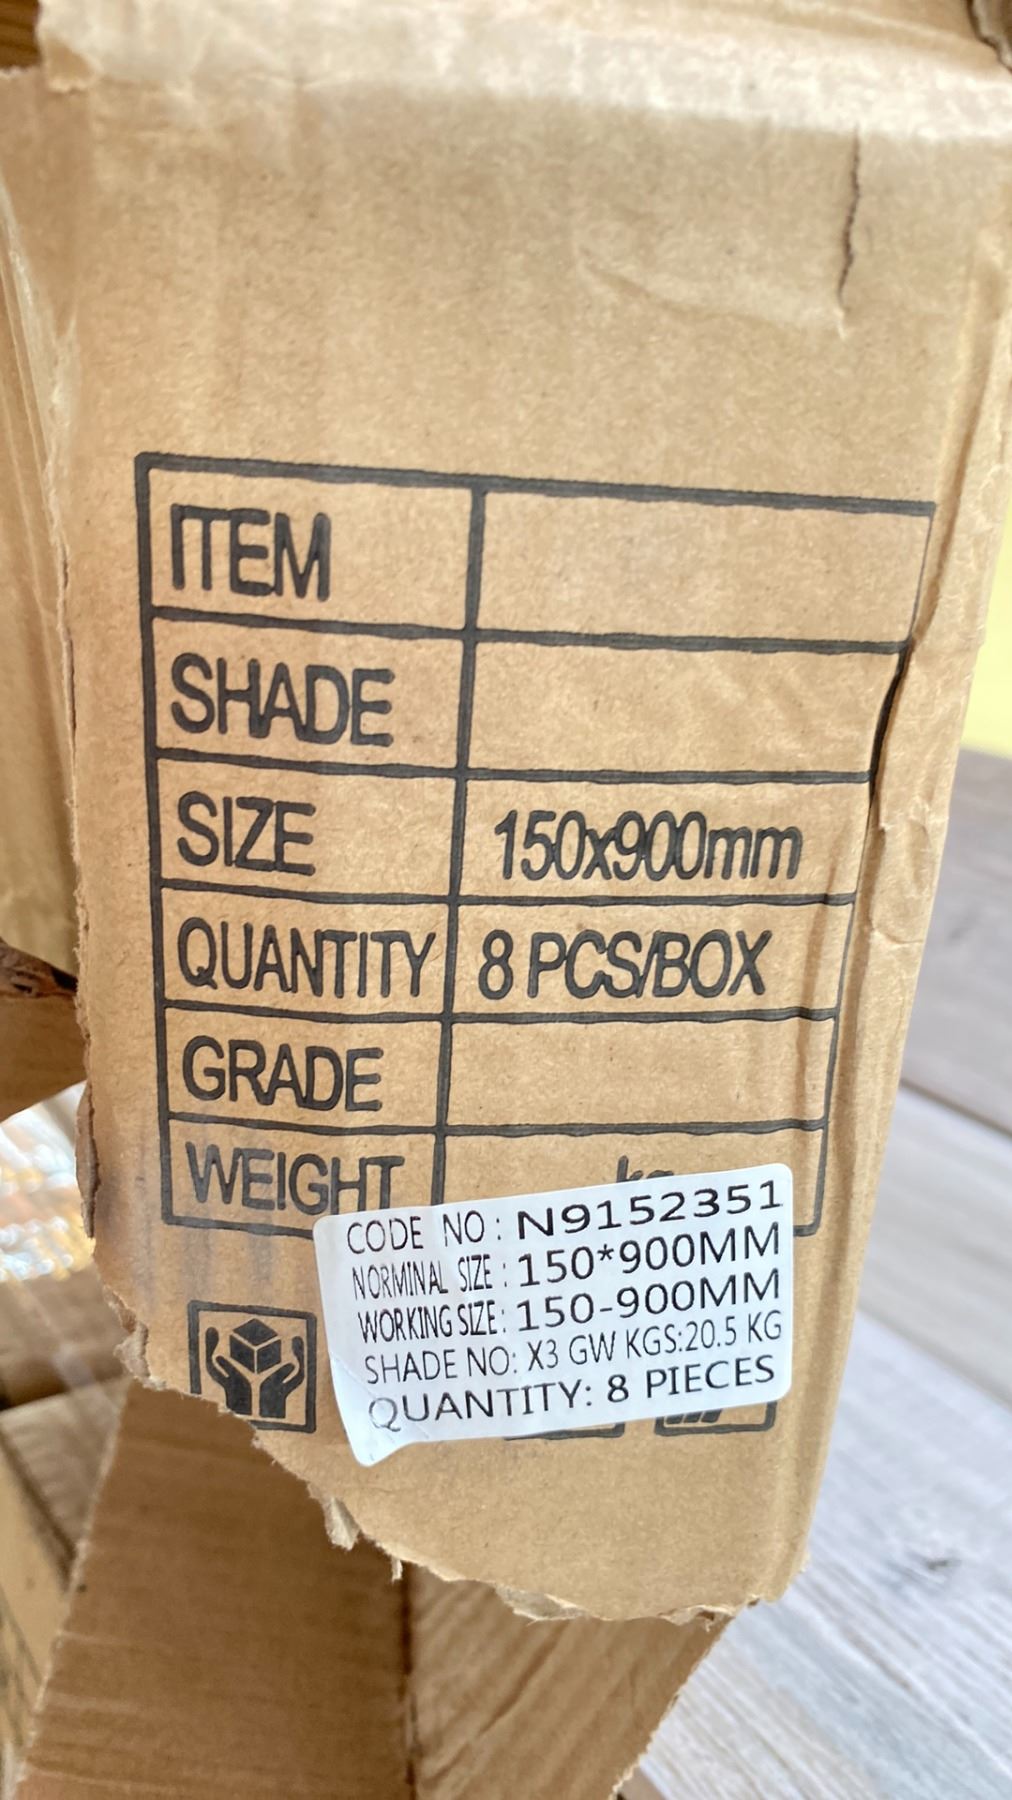 ITEM
SHADE
SIZE 150x900mm
QUANTITY 8 PCS/BOX
GRADE
WEIGHT kg
CODE NO: N9152351
NORMINAL SIZE: 150*900MM
WORKING SIZE: 150-900MM
SHADE NO: X3 GW KGS:20.5 KG
QUANTITY: 8 PIECES